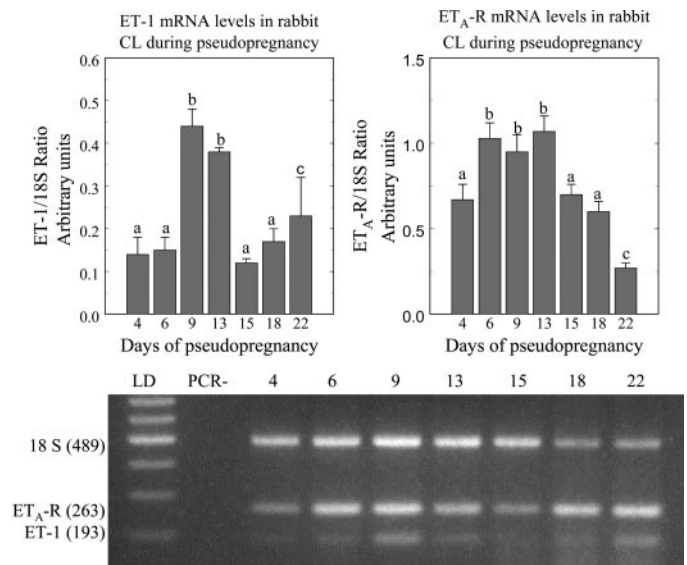 ET-1 mRNA levels in rabbit
CL during pseudopregnancy
ET-1/18S Ratio
Arbitrary units
0.6
0.5
0.4
0.3
0.2
0.1
0.0
a
a
b
b
a
a
c
4 6 9 13 15 18 22
Days of pseudopregnancy
ETA-R mRNA levels in rabbit
CL during pseudopregnancy
ETA-R/18S Ratio
Arbitrary units
1.5
1.0
0.5
0.0
a
b
b
b
a
a
c
4 6 9 13 15 18 22
Days of pseudopregnancy
LD PCR- 4 6 9 13 15 18 22
18 S (489)
ETA-R (263)
ET-1 (193)